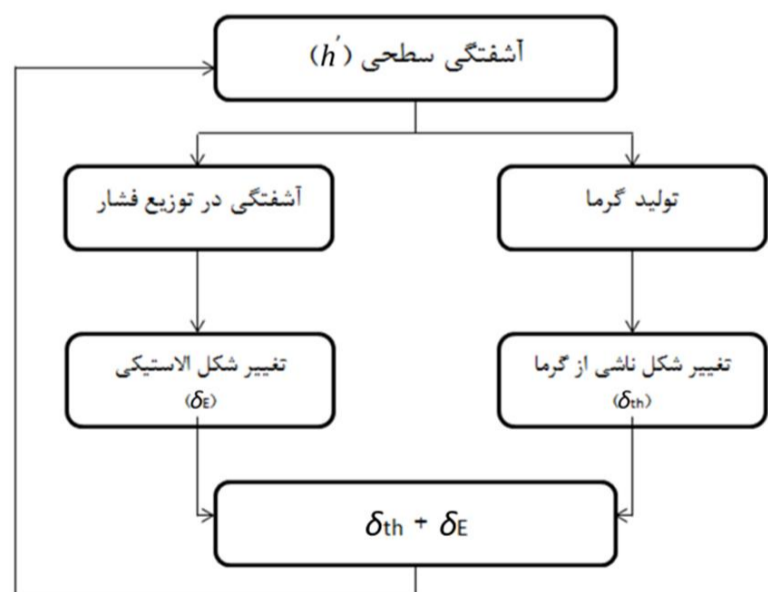 آشفتگی سطحی (h′)
تولید گرما
آشفتگی در توزیع فشار
تغییر شکل ناشی از گرما
(δth)
تغییر شکل الاستیکی
(δE)
δth + δE